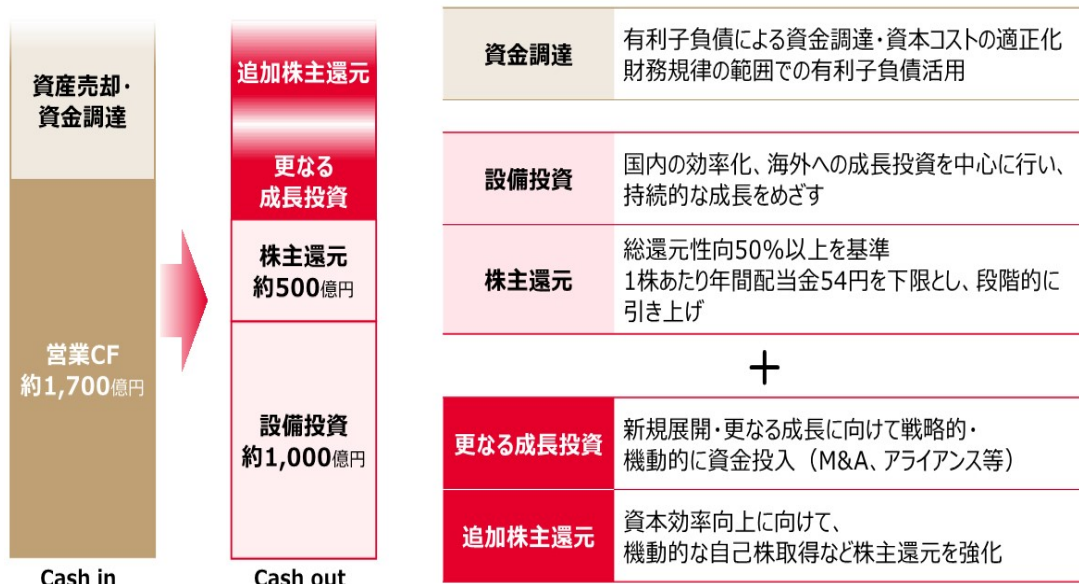 資産売却・
資金調達
営業CF
約1,700億円
Cash in
追加株主還元
更なる
成長投資
株主還元
約500億円
設備投資
約1,000億円
Cash out
資金調達
有利子負債による資金調達・資本コストの適正化
財務規律の範囲での有利子負債活用
設備投資
国内の効率化、海外への成長投資を中心に行い、
持続的な成長をめざす
株主還元
総還元性向50%以上を基準
1株あたり年間配当金54円を下限とし、段階的に
引き上げ
+
更なる成長投資
新規展開・更なる成長に向けて戦略的・
機動的に資金投入（M&A、アライアンス等）
追加株主還元
資本効率向上に向けて、
機動的な自己株取得など株主還元を強化